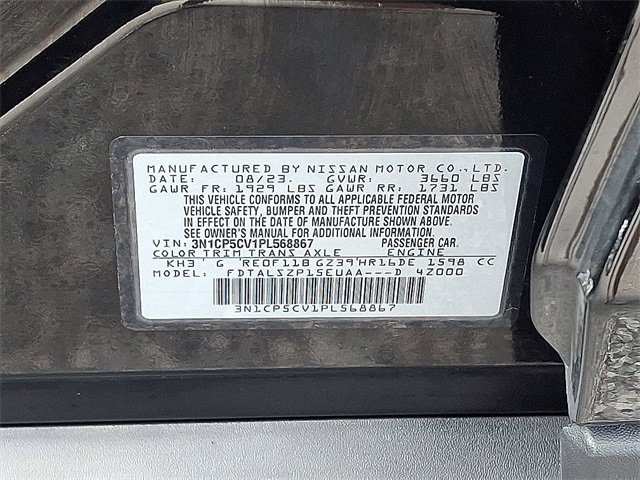 MANUFACTURED BY NISSAN MOTOR CO.,LTD.
DATE: 08/23. GVWR: 3660 LBS
GAWR FR: 1929 LBS GAWR RR: 1731 LBS
THIS VEHICLE CONFORMS TO ALL APPLICABLE FEDERAL MOTOR
VEHICLE SAFETY, BUMPER AND THEFT PREVENTION STANDARDS
IN EFFECT ON THE DATE OF MANUFACTURE SHOWN ABOVE.
SEE OWNER'S MANUAL FOR ADDITIONAL INFORMATION.
VIN: 3N1CP5CV1PL568867 PASSENGER CAR.
COLOR TRIM TRANS AXLE ENGINE
KH3 ' G 'RE0F11B GZ39'HR16DE 1598 CC
MODEL: FDTALSZP15EUAA---D 4Z000
3N1CP5CV1PL568867